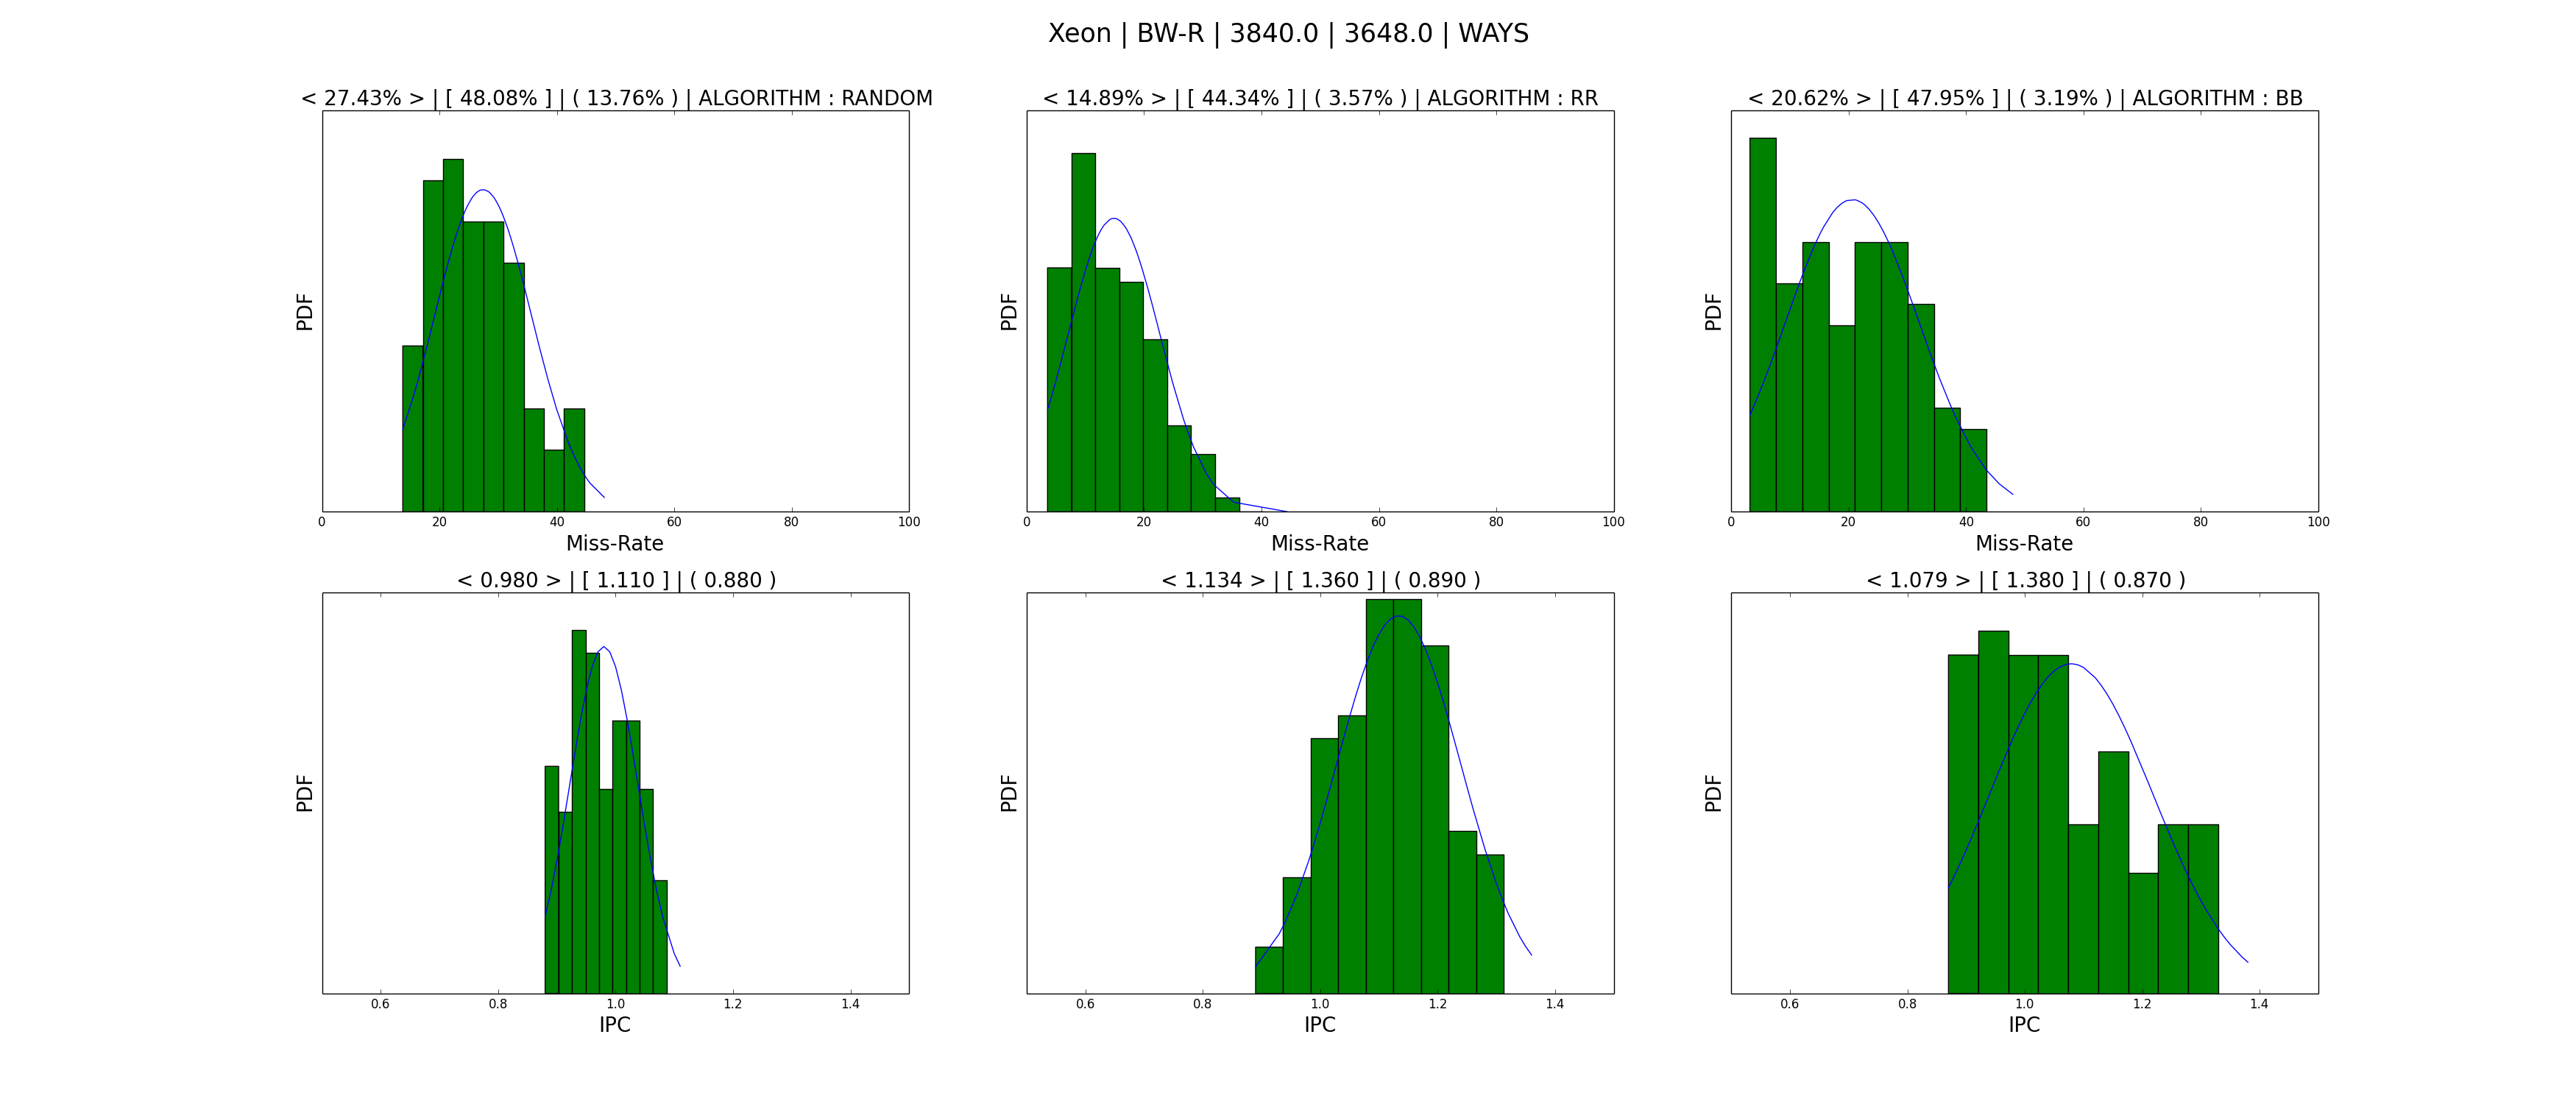 Xeon | BW-R | 3840.0 | 3648.0 | WAYS
< 27.43% > | [ 48.08% ] | ( 13.76% ) | ALGORITHM : RANDOM
PDF
0 20 40 60 80 100
Miss-Rate
< 14.89% > | [ 44.34% ] | ( 3.57% ) | ALGORITHM : RR
PDF
0 20 40 60 80 100
Miss-Rate
< 20.62% > | [ 47.95% ] | ( 3.19% ) | ALGORITHM : BB
PDF
0 20 40 60 80 100
Miss-Rate
< 0.980 > | [ 1.110 ] | ( 0.880 )
PDF
0.6 0.8 1.0 1.2 1.4
IPC
< 1.134 > | [ 1.360 ] | ( 0.890 )
PDF
0.6 0.8 1.0 1.2 1.4
IPC
< 1.079 > | [ 1.380 ] | ( 0.870 )
PDF
0.6 0.8 1.0 1.2 1.4
IPC